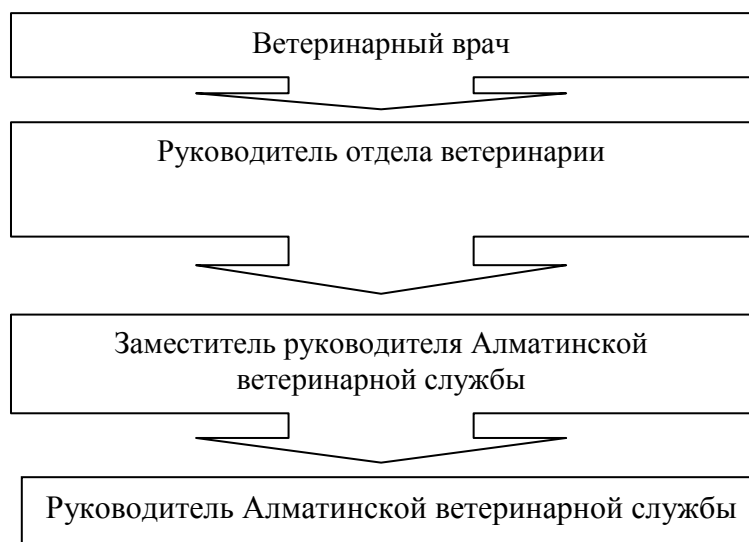 Ветеринарный врач
Руководитель отдела ветеринарии
Заместитель руководителя Алматинской
ветеринарной службы
Руководитель Алматинской ветеринарной службы